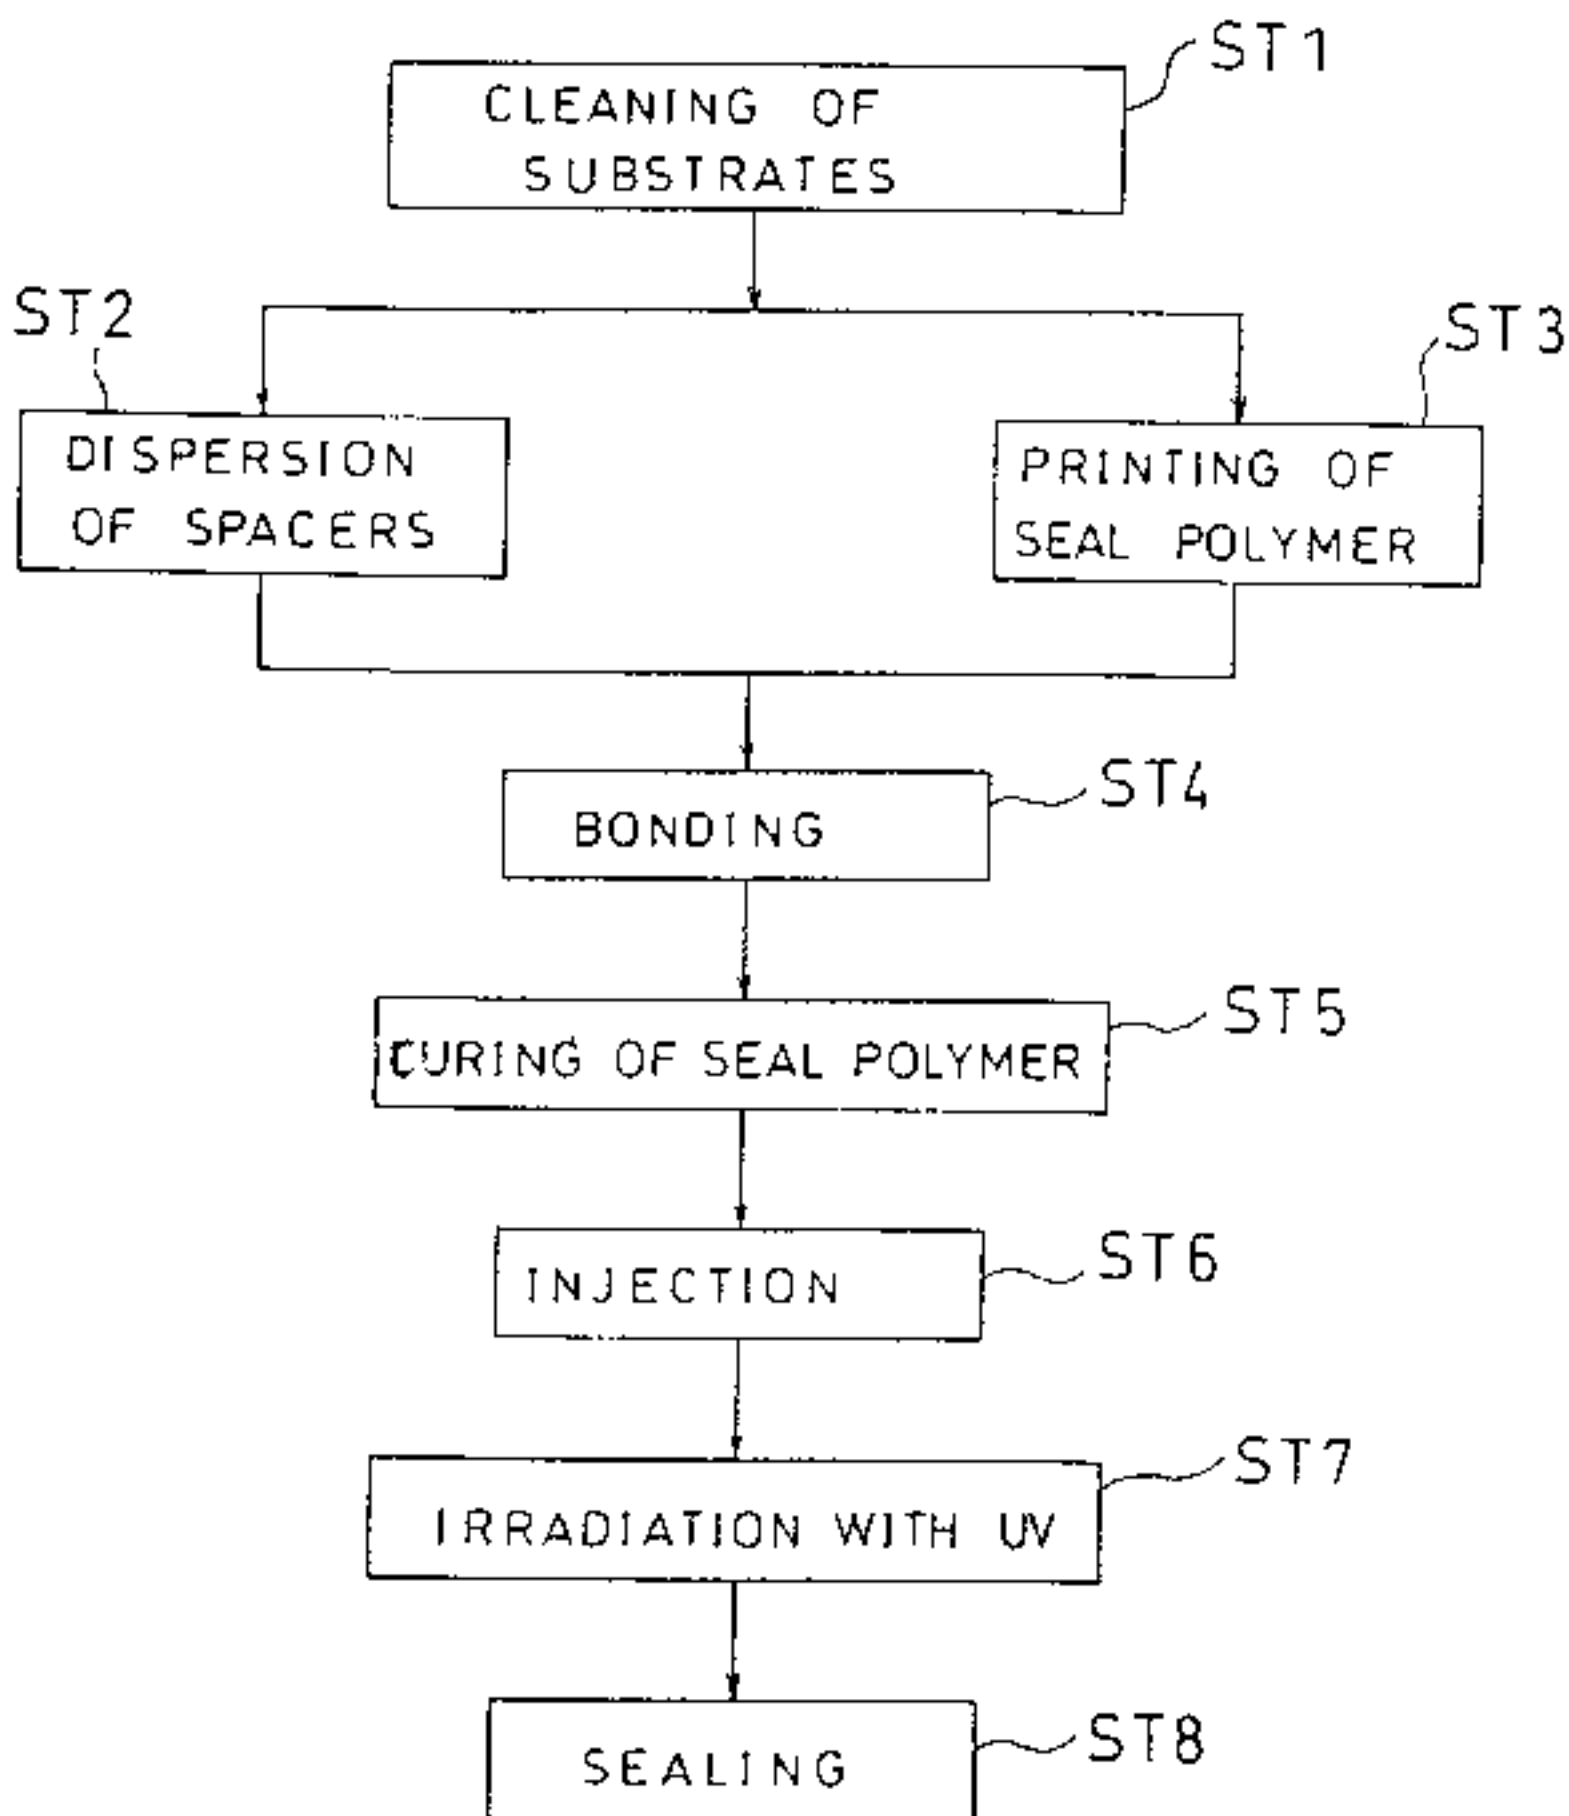 ST1
CLEANING OF
SUBSTRATES
ST2
ST3
DISPERSION
OF SPACERS
PRINTING OF
SEAL POLYMER
ST4
BONDING
ST5
CURING OF SEAL POLYMER
ST6
INJECTION
ST7
IRRADIATION WITH UV
ST8
SEALING